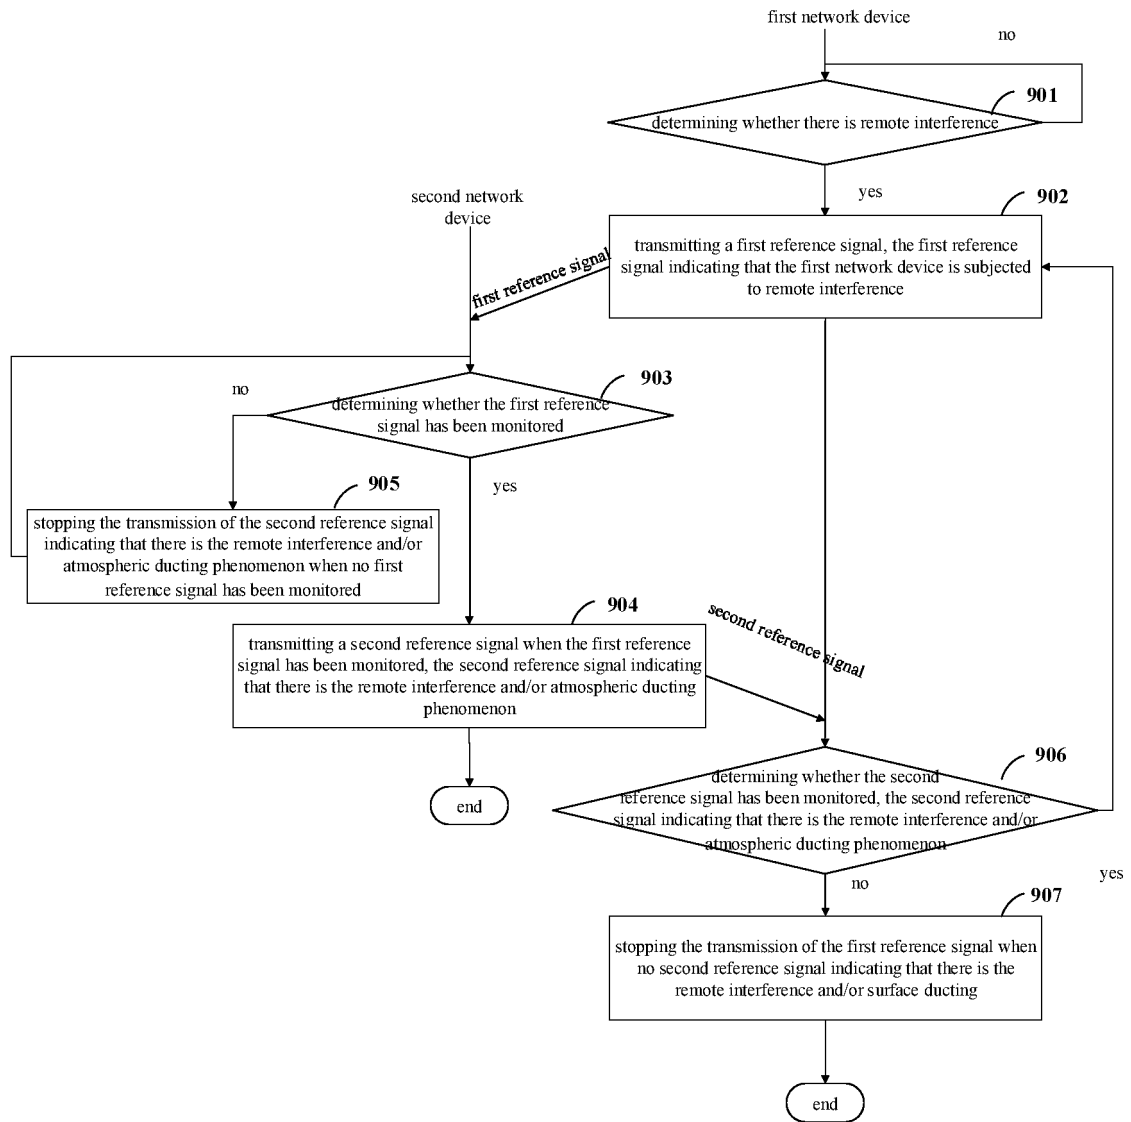 first network device
no
901
determining whether there is remote interference
yes
902
second network
device
transmitting a first reference signal, the first reference
signal indicating that the first network device is subjected
to remote interference
first reference signal
903
no
determining whether the first reference
signal has been monitored
yes
905
stopping the transmission of the second reference signal
indicating that there is the remote interference and/or
atmospheric ducting phenomenon when no first
reference signal has been monitored
904
second reference signal
transmitting a second reference signal when the first reference
signal has been monitored, the second reference signal indicating
that there is the remote interference and/or atmospheric ducting
phenomenon
end
906
determining whether the second
reference signal has been monitored, the second reference
signal indicating that there is the remote interference and/or
atmospheric ducting phenomenon
yes
no
907
stopping the transmission of the first reference signal when
no second reference signal indicating that there is the
remote interference and/or surface ducting
end